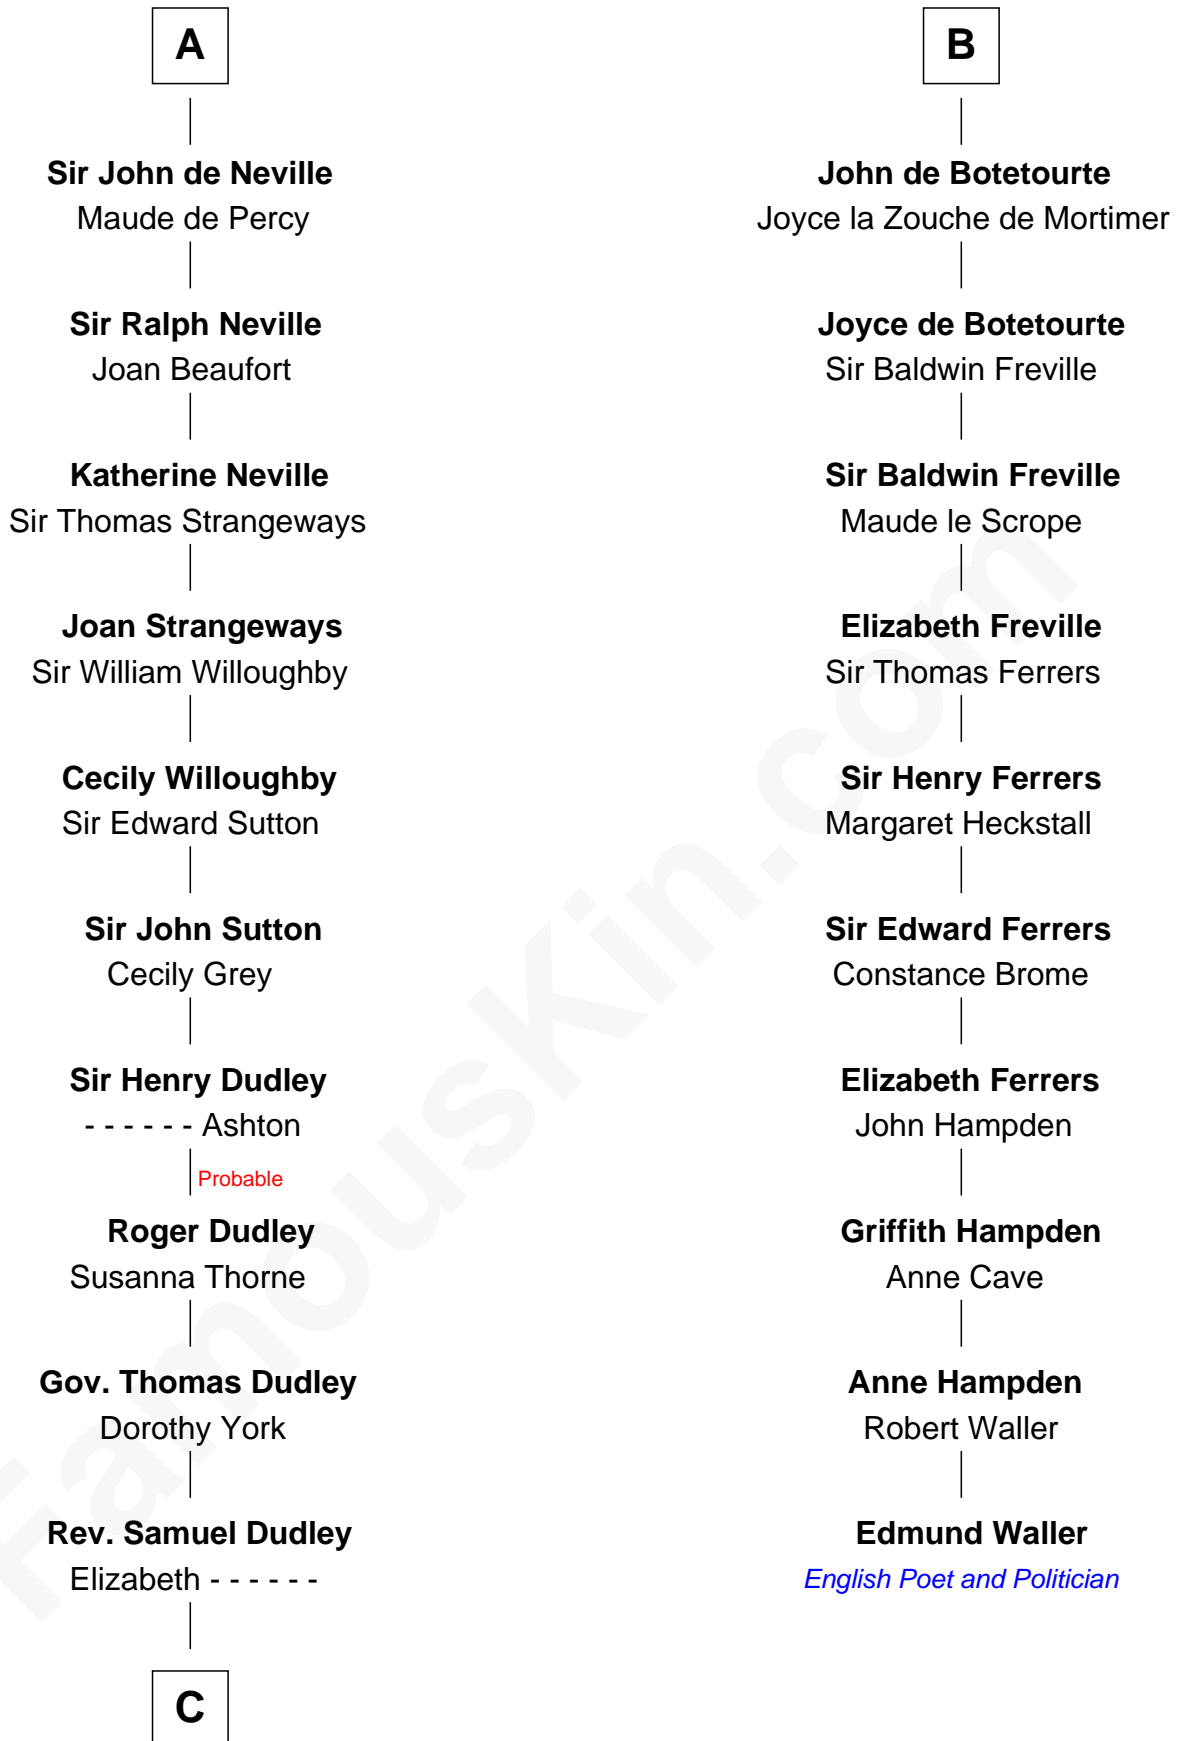 A
Sir John de Neville
Maude de Percy
Sir Ralph Neville
Joan Beaufort
Katherine Neville
Sir Thomas Strangeways
Joan Strangeways
Sir William Willoughby
Cecily Willoughby
Sir Edward Sutton
Sir John Sutton
Cecily Grey
Sir Henry Dudley
- - - - - - Ashton
Probable
Roger Dudley
Susanna Thorne
Gov. Thomas Dudley
Dorothy York
Rev. Samuel Dudley
Elizabeth - - - - - -
C
B
John de Botetourte
Joyce la Zouche de Mortimer
Joyce de Botetourte
Sir Baldwin Freville
Sir Baldwin Freville
Maude le Scrope
Elizabeth Freville
Sir Thomas Ferrers
Sir Henry Ferrers
Margaret Heckstall
Sir Edward Ferrers
Constance Brome
Elizabeth Ferrers
John Hampden
Griffith Hampden
Anne Cave
Anne Hampden
Robert Waller
Edmund Waller
English Poet and Politician
FamousKin.com